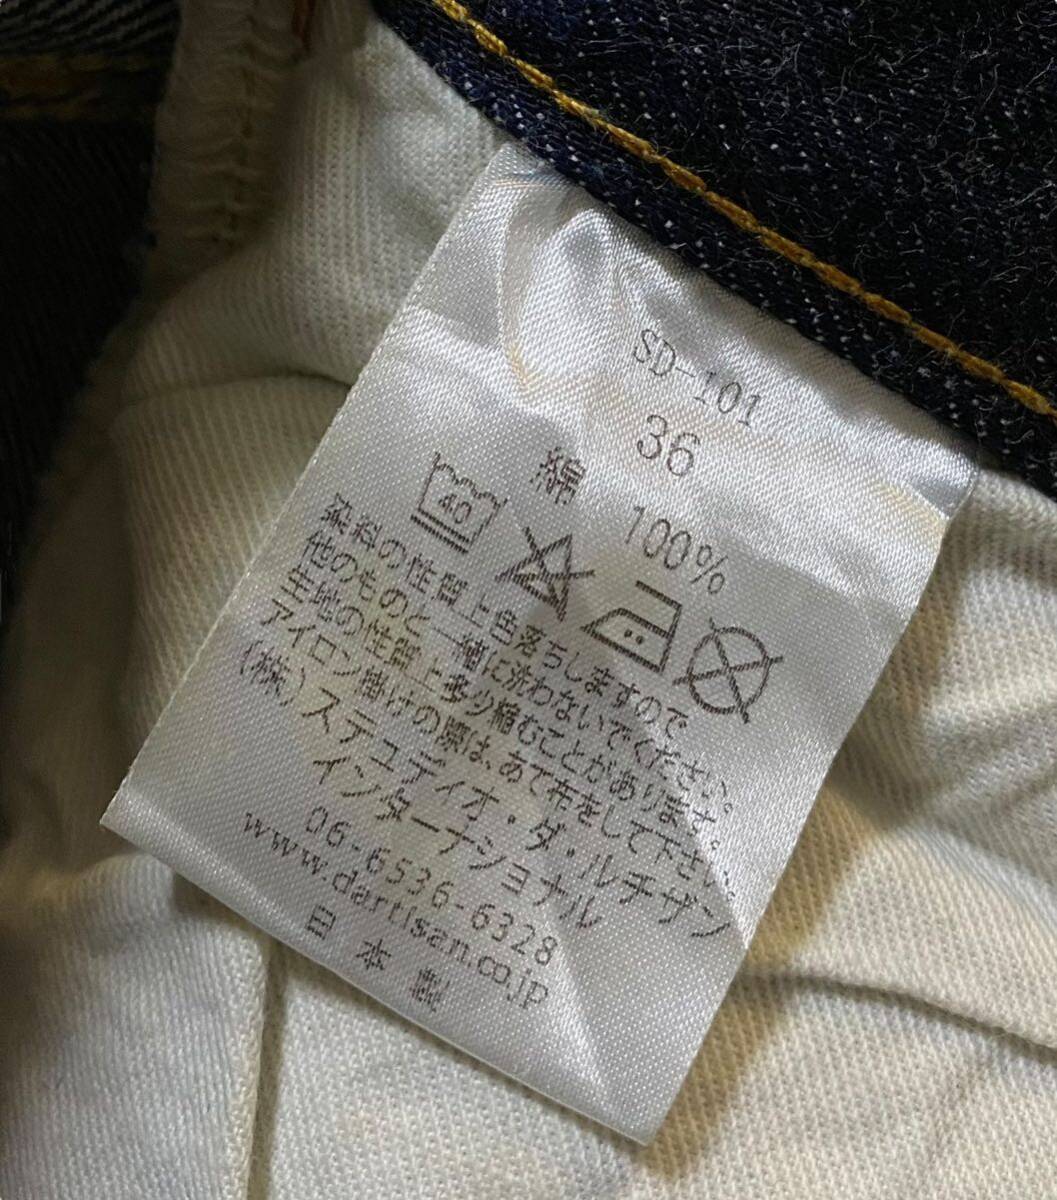 SD-101
36
綿 100%
40
染料の性質上色落ちしますので
他のものと一緒に洗わないでください。
生地の性質上多少縮むことがあります。
アイロン掛けの際は、あて布をして下さい。
(株)ステュディオ・ダ・ルチザン
インターナショナル
06-6536-6328
www.dartisan.co.jp
日本製